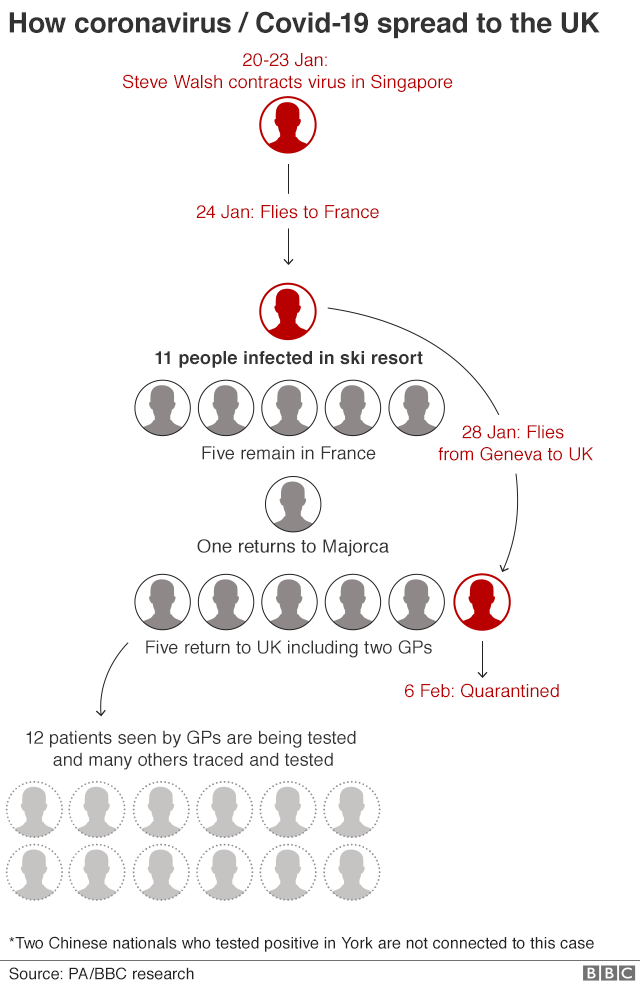 How coronavirus / Covid-19 spread to the UK
20-23 Jan:
Steve Walsh contracts virus in Singapore
24 Jan: Flies to France
11 people infected in ski resort
Five remain in France
28 Jan: Flies
from Geneva to UK
One returns to Majorca
Five return to UK including two GPs
6 Feb: Quarantined
12 patients seen by GPs are being tested
and many others traced and tested
*Two Chinese nationals who tested positive in York are not connected to this case
Source: PA/BBC research
BBC